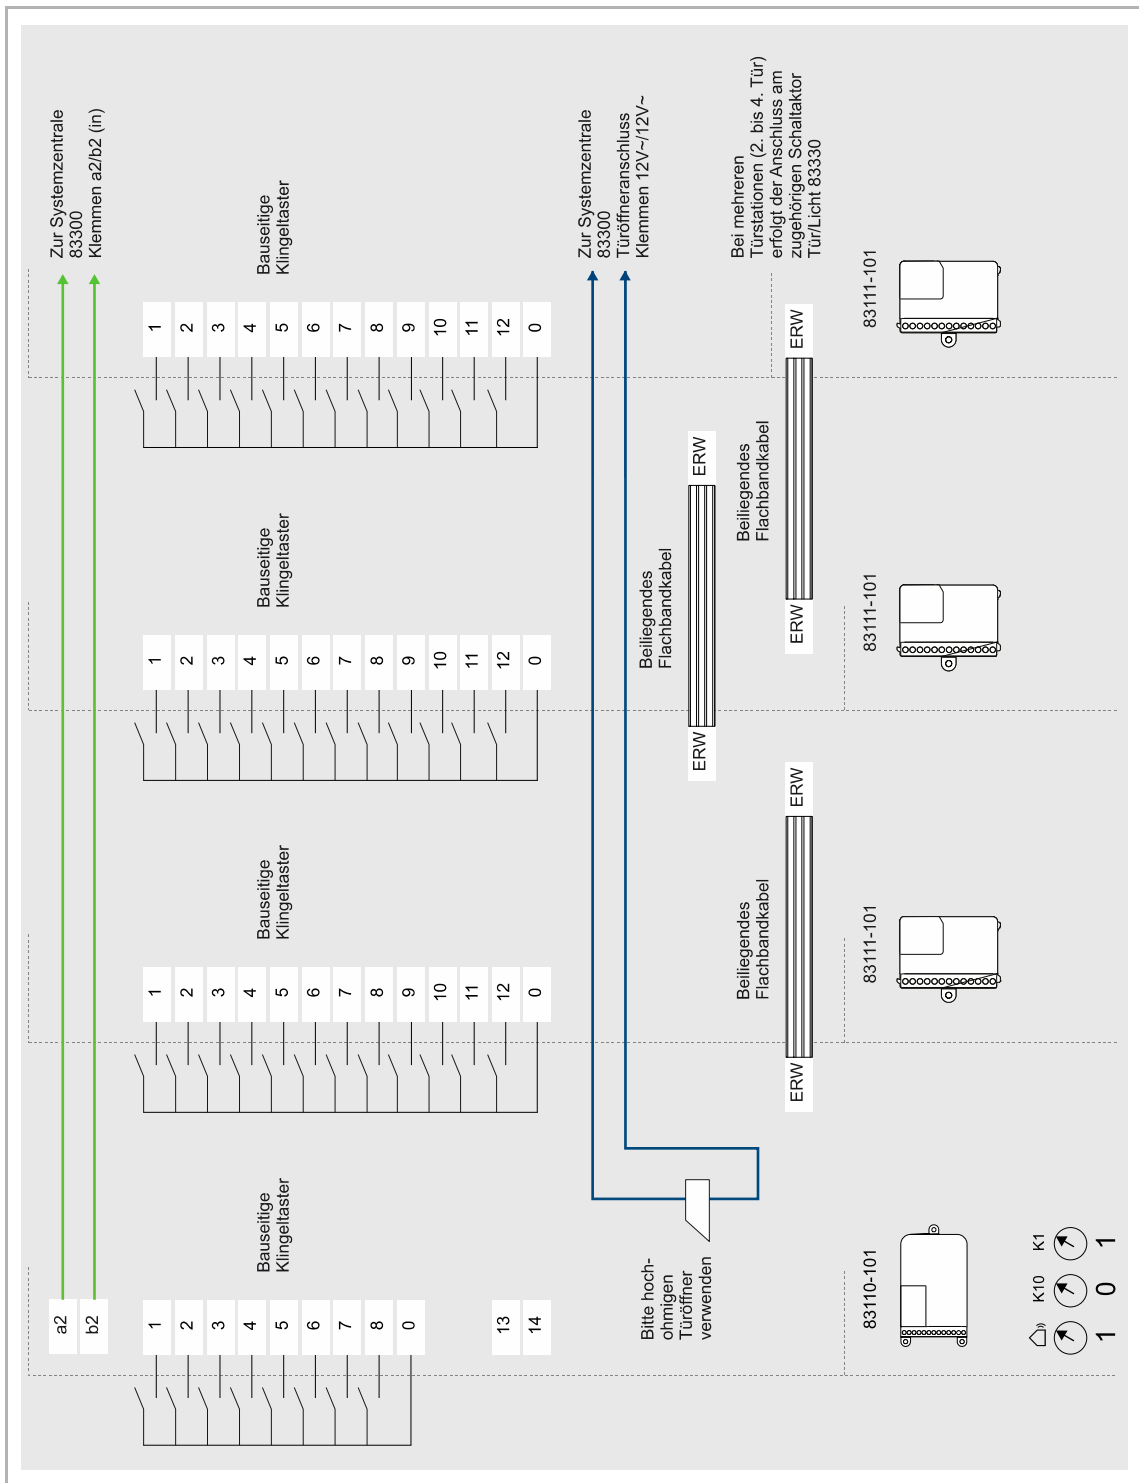 a2
b2
Zur Systemzentrale
83300
Klemmen a2/b2 (in)
1
2
3
4
5
6
7
8
0
13
14
Bauseitige
Klingeltaster
1
2
3
4
5
6
7
8
9
10
11
12
0
Bauseitige
Klingeltaster
1
2
3
4
5
6
7
8
9
10
11
12
0
Bauseitige
Klingeltaster
1
2
3
4
5
6
7
8
9
10
11
12
0
Bauseitige
Klingeltaster
Zur Systemzentrale
83300
Türöffneranschluss
Klemmen 12V~/12V~
Bitte hoch-
ohmigen
Türöffner
verwenden
Beiliegendes
Flachbandkabel
ERW
ERW
Bei mehreren
Türstationen (2. bis 4. Tür)
erfolgt der Anschluss am
zugehörigen Schaltaktor
Tür/Licht 83330
Beiliegendes
Flachbandkabel
ERW
ERW
Beiliegendes
Flachbandkabel
ERW
ERW
83110-101
83111-101
83111-101
83111-101
K10
K1
1
0
1